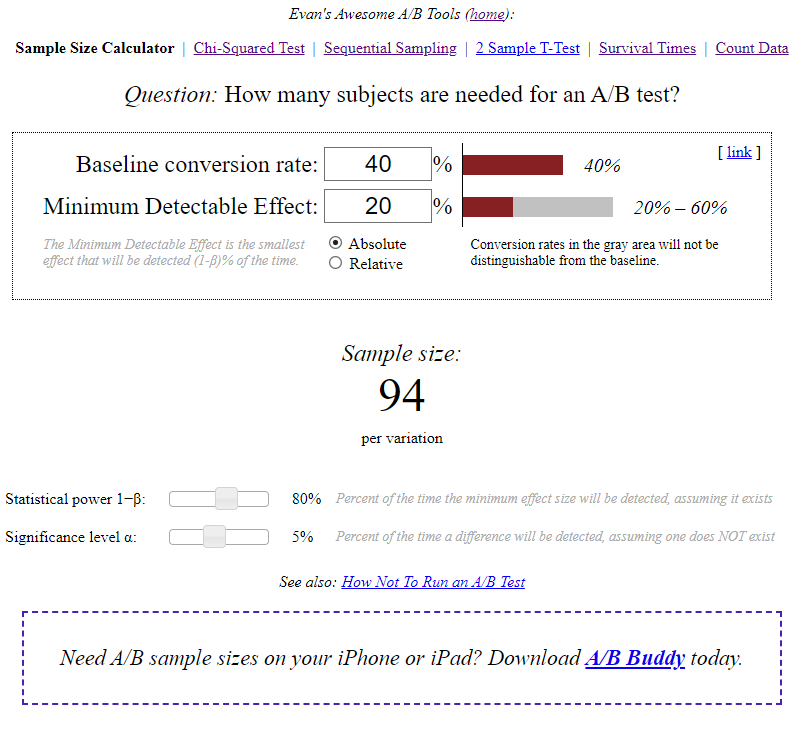 Evan's Awesome A/B Tools (home):
Sample Size Calculator | Chi-Squared Test | Sequential Sampling | 2 Sample T-Test | Survival Times | Count Data
Question: How many subjects are needed for an A/B test?
[ link ]
Baseline conversion rate: 40 % 40%
Minimum Detectable Effect: 20 % 20% – 60%
The Minimum Detectable Effect is the smallest
effect that will be detected (1-β)% of the time.
Absolute
Relative
Conversion rates in the gray area will not be
distinguishable from the baseline.
Sample size:
94
per variation
Statistical power 1−β: 80% Percent of the time the minimum effect size will be detected, assuming it exists
Significance level α: 5% Percent of the time a difference will be detected, assuming one does NOT exist
See also: How Not To Run an A/B Test
Need A/B sample sizes on your iPhone or iPad? Download A/B Buddy today.